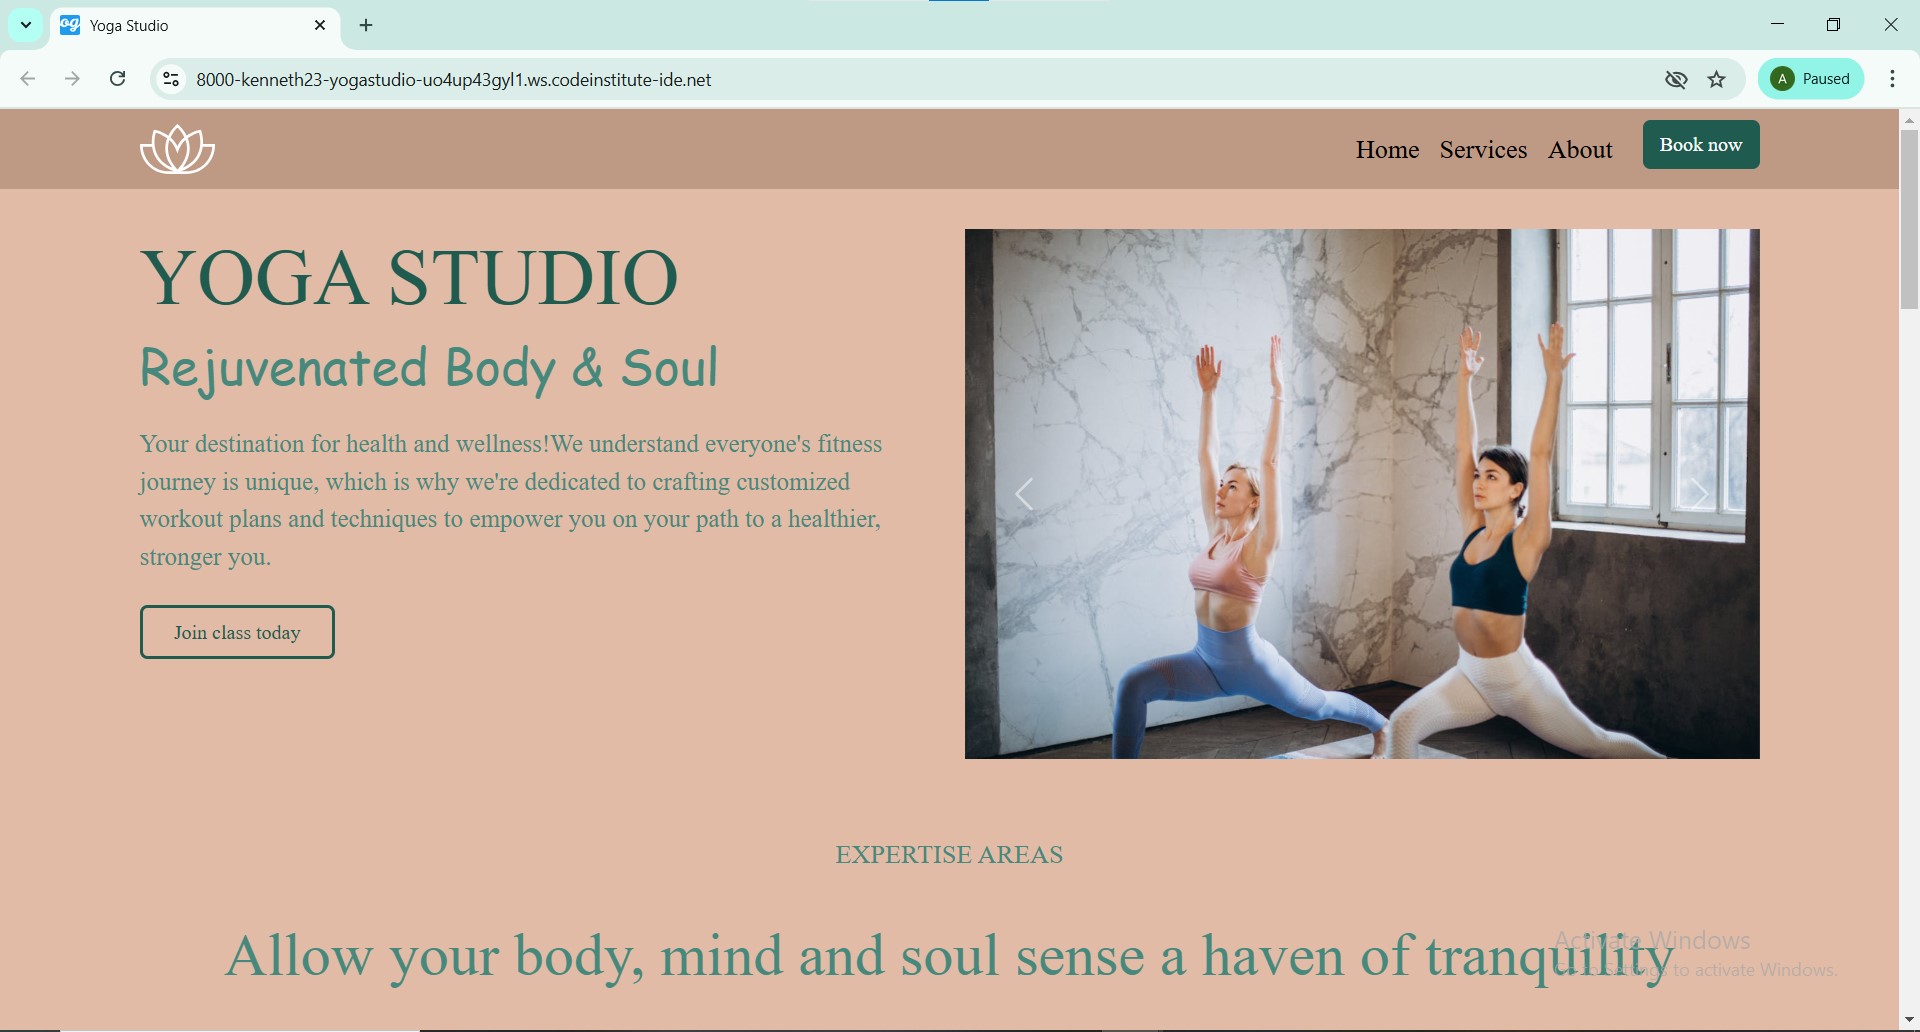 og Yoga Studio
8000-kenneth23-yogastudio-uo4up43gyl1.ws.codeinstitute-ide.net
A Paused
Home Services About Book now
YOGA STUDIO
Rejuvenated Body & Soul
Your destination for health and wellness!We understand everyone's fitness
journey is unique, which is why we're dedicated to crafting customized
workout plans and techniques to empower you on your path to a healthier,
stronger you.
Join class today
EXPERTISE AREAS
Allow your body, mind and soul sense a haven of tranquility
Activate Windows
Go to Settings to activate Windows.